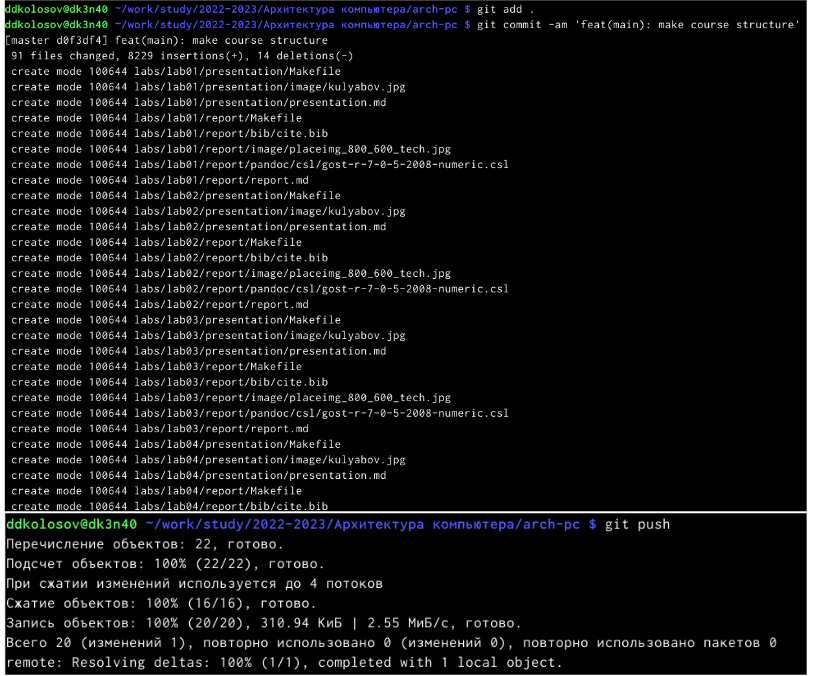 ddkolosov@dk3n40 ~/work/study/2022-2023/Архитектура компьютера/arch-pc $ git add .
ddkolosov@dk3n40 ~/work/study/2022-2023/Архитектура компьютера/arch-pc $ git commit -am 'feat(main): make course structure'
[master d0f3df4] feat(main): make course structure
 91 files changed, 8229 insertions(+), 14 deletions(-)
 create mode 100644 labs/lab01/presentation/Makefile
 create mode 100644 labs/lab01/presentation/image/kulyabov.jpg
 create mode 100644 labs/lab01/presentation/presentation.md
 create mode 100644 labs/lab01/report/Makefile
 create mode 100644 labs/lab01/report/bib/cite.bib
 create mode 100644 labs/lab01/report/image/placeimg_800_600_tech.jpg
 create mode 100644 labs/lab01/report/pandoc/csl/gost-r-7-0-5-2008-numeric.csl
 create mode 100644 labs/lab01/report/report.md
 create mode 100644 labs/lab02/presentation/Makefile
 create mode 100644 labs/lab02/presentation/image/kulyabov.jpg
 create mode 100644 labs/lab02/presentation/presentation.md
 create mode 100644 labs/lab02/report/Makefile
 create mode 100644 labs/lab02/report/bib/cite.bib
 create mode 100644 labs/lab02/report/image/placeimg_800_600_tech.jpg
 create mode 100644 labs/lab02/report/pandoc/csl/gost-r-7-0-5-2008-numeric.csl
 create mode 100644 labs/lab02/report/report.md
 create mode 100644 labs/lab03/presentation/Makefile
 create mode 100644 labs/lab03/presentation/image/kulyabov.jpg
 create mode 100644 labs/lab03/presentation/presentation.md
 create mode 100644 labs/lab03/report/Makefile
 create mode 100644 labs/lab03/report/bib/cite.bib
 create mode 100644 labs/lab03/report/image/placeimg_800_600_tech.jpg
 create mode 100644 labs/lab03/report/pandoc/csl/gost-r-7-0-5-2008-numeric.csl
 create mode 100644 labs/lab03/report/report.md
 create mode 100644 labs/lab04/presentation/Makefile
 create mode 100644 labs/lab04/presentation/image/kulyabov.jpg
 create mode 100644 labs/lab04/presentation/presentation.md
 create mode 100644 labs/lab04/report/Makefile
 create mode 100644 labs/lab04/report/bib/cite.bib
ddkolosov@dk3n40 ~/work/study/2022-2023/Архитектура компьютера/arch-pc $ git push
Перечисление объектов: 22, готово.
Подсчет объектов: 100% (22/22), готово.
При сжатии изменений используется до 4 потоков
Сжатие объектов: 100% (16/16), готово.
Запись объектов: 100% (20/20), 310.94 КиБ | 2.55 МиБ/с, готово.
Всего 20 (изменений 1), повторно использовано 0 (изменений 0), повторно использовано пакетов 0
remote: Resolving deltas: 100% (1/1), completed with 1 local object.